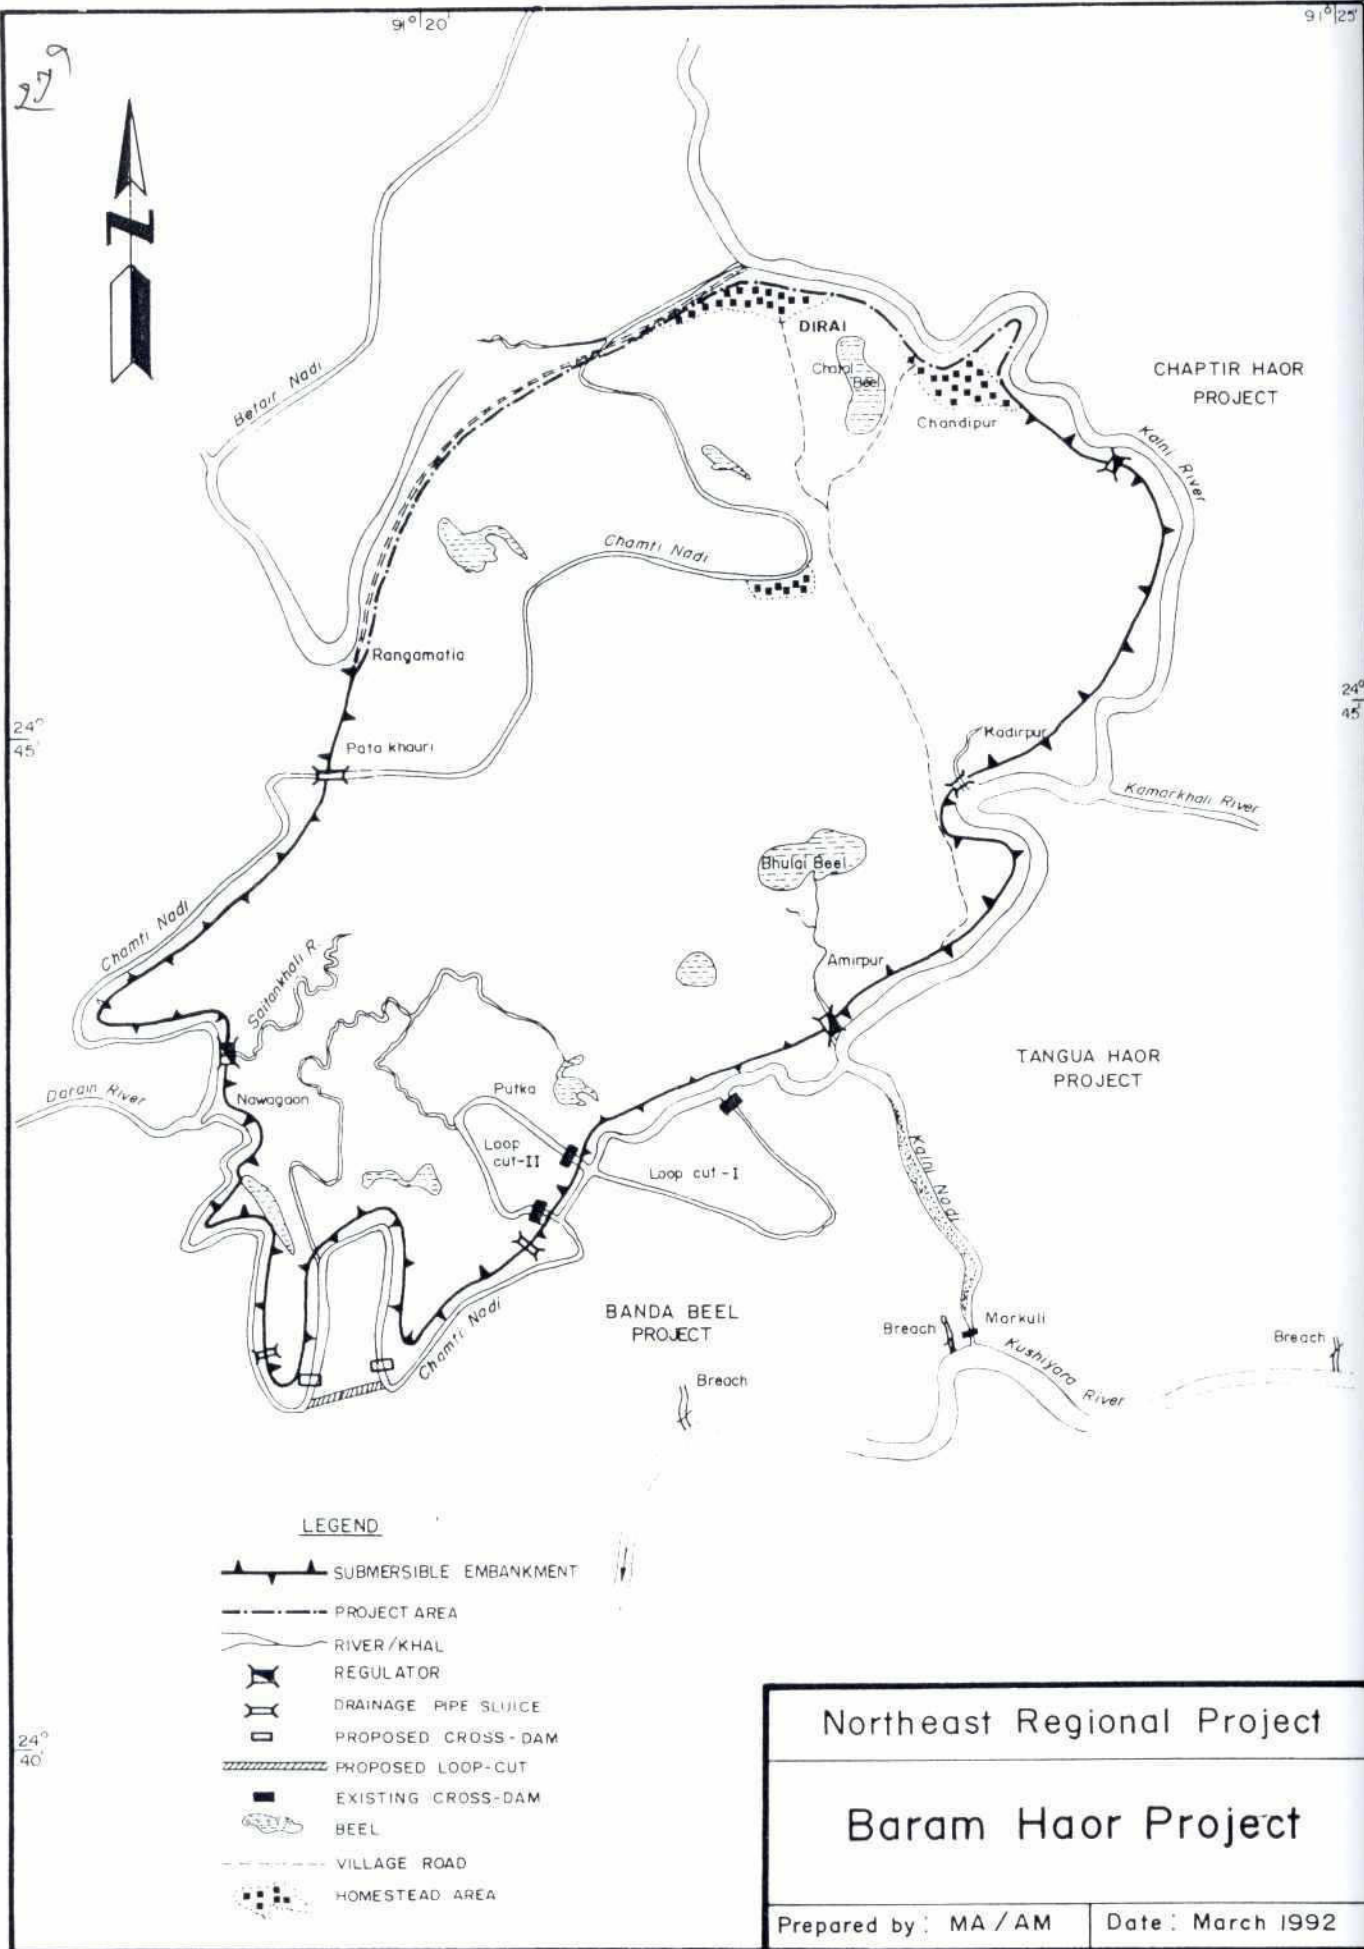 279
91° 20'
91° 25'
Betair Nadi
DIRAI
Charal
Beel
Chandipur
CHAPTIR HAOR
PROJECT
Kalni River
Chamti Nadi
Rangamatia
24°
45'
24°
45'
Pata khauri
Kadirpur
Kamarkhali River
Bhulai Beel
Chamti Nadi
Saitankhali R.
Amirpur
TANGUA HAOR
PROJECT
Darain River
Nawagaon
Putka
Loop
cut-II
Loop cut-I
Kalni Nadi
BANDA BEEL
PROJECT
Chamti Nadi
Breach
Markuli
Breach
Kushiyara River
Breach
LEGEND
SUBMERSIBLE EMBANKMENT
PROJECT AREA
RIVER/KHAL
REGULATOR
DRAINAGE PIPE SLUICE
PROPOSED CROSS-DAM
PROPOSED LOOP-CUT
EXISTING CROSS-DAM
BEEL
VILLAGE ROAD
HOMESTEAD AREA
24°
40'
Northeast Regional Project
Baram Haor Project
Prepared by: MA/AM
Date: March 1992